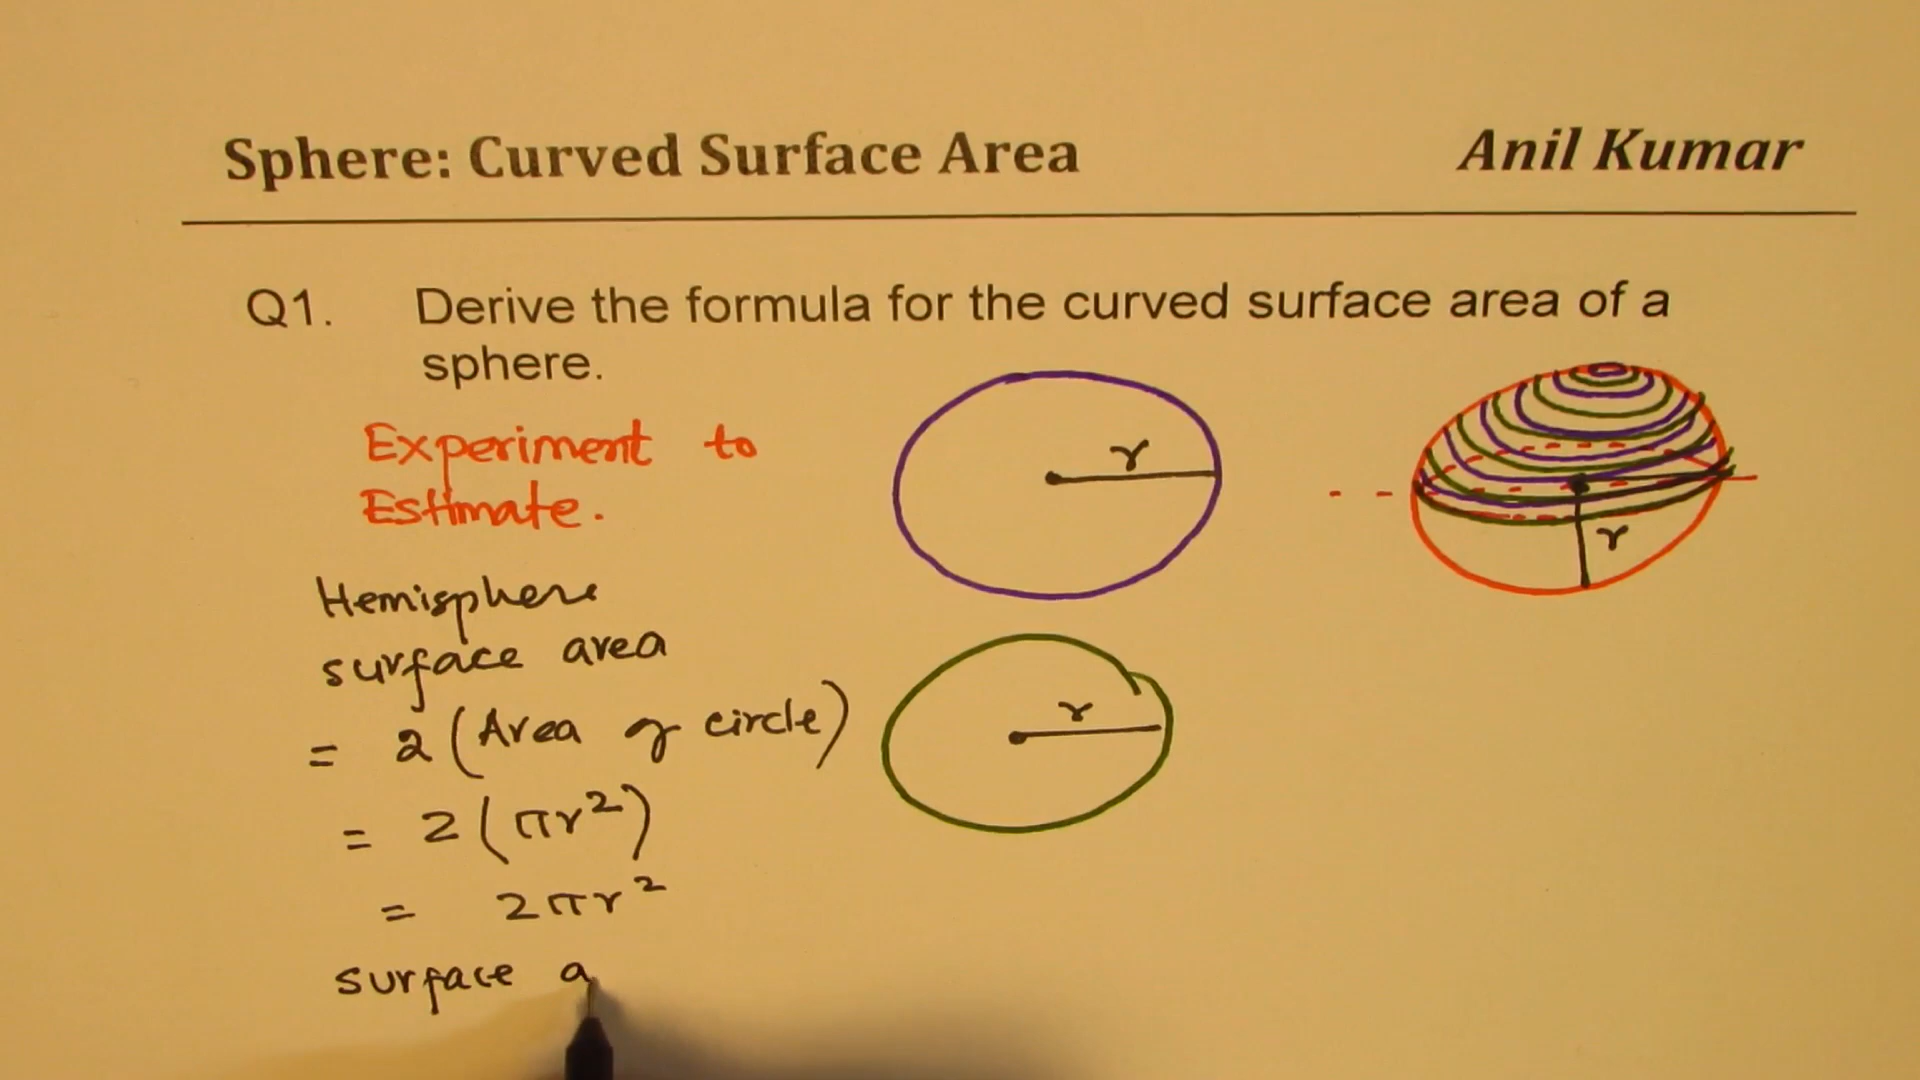 Sphere: Curved Surface Area
Anil Kumar
Q1. Derive the formula for the curved surface area of a
sphere.
Experiment to
Estimate.
Hemisphere
surface area
= 2 (Area of circle)
= 2 (πr²)
= 2πr²
surface a
r
r
r